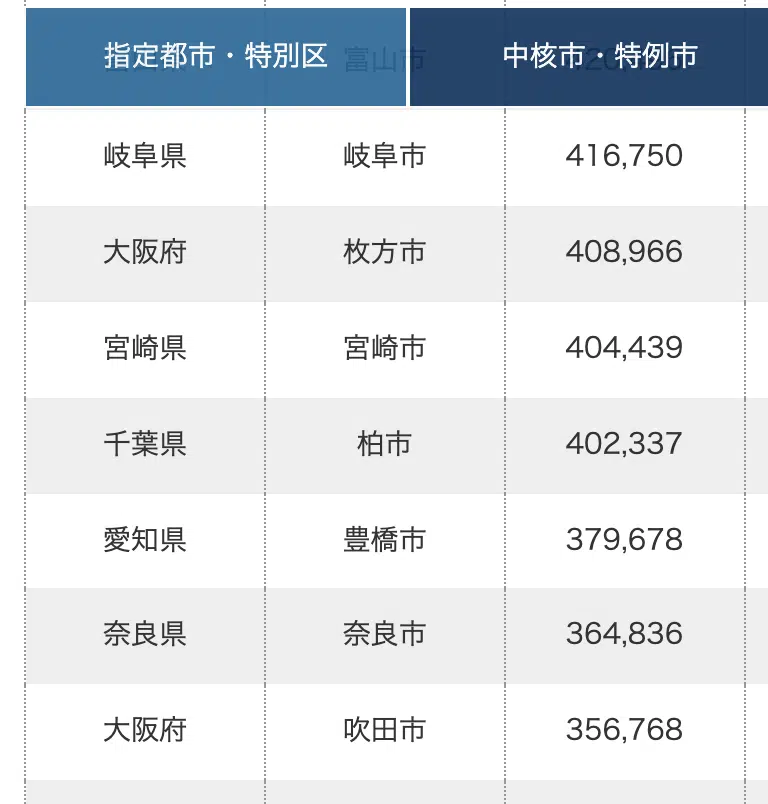 指定都市・特別区 中核市・特例市
富山市
岐阜県 岐阜市 416,750
大阪府 枚方市 408,966
宮崎県 宮崎市 404,439
千葉県 柏市 402,337
愛知県 豊橋市 379,678
奈良県 奈良市 364,836
大阪府 吹田市 356,768